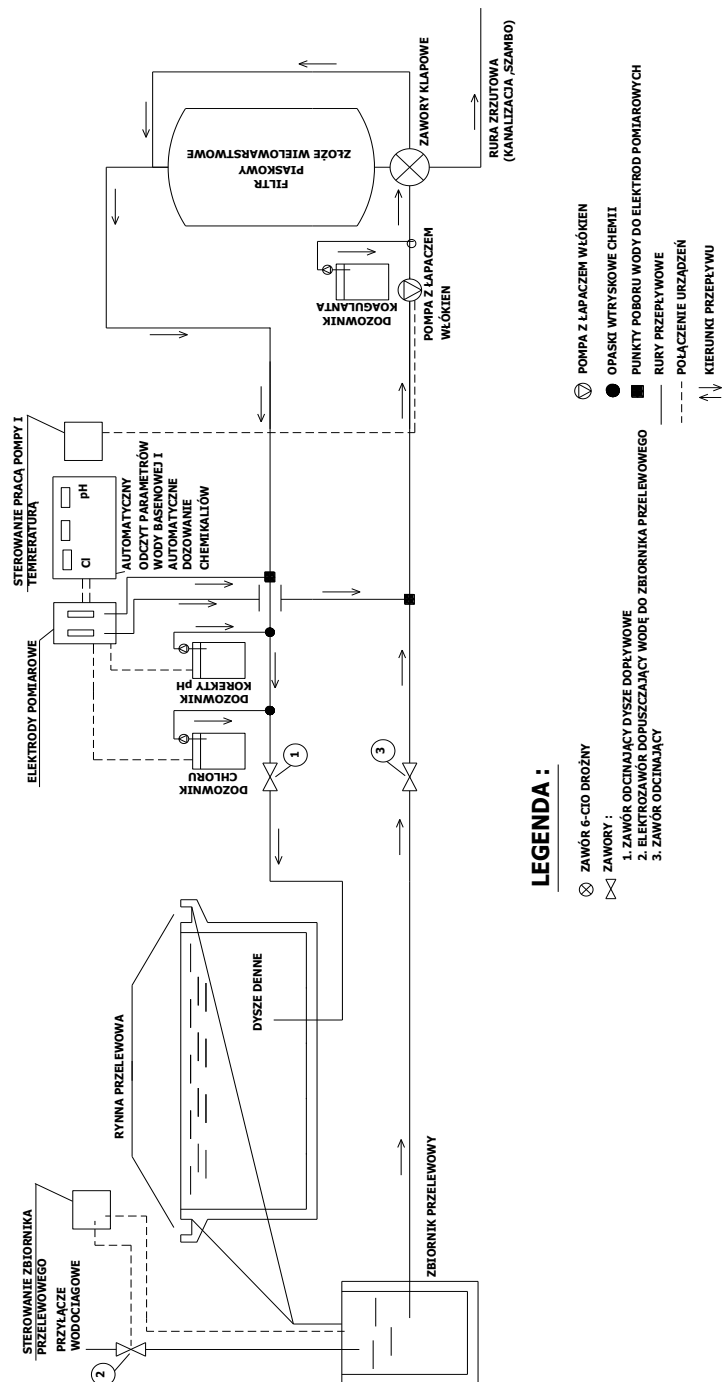 STEROWANIE ZBIORNIKA
PRZELEWOWEGO
PRZYŁĄCZE
WODOCIAGOWE
2
RYNNA PRZELEWOWA
DYSZE DENNE
ZBIORNIK PRZELEWOWY
ELEKTRODY POMIAROWE
STEROWANIE PRACĄ POMPY I
TEMRERATURĄ
Cl
pH
AUTOMATYCZNY
ODCZYT PARAMETRÓW
WODY BASENOWEJ I
AUTOMATYCZNE
DOZOWANIE
CHEMIKALIÓW
DOZOWNIK
CHLORU
DOZOWNIK
KOREKTY pH
1
3
DOZOWNIK
KOAGULANTA
POMPA Z ŁAPACZEM
WŁÓKIEN
FILTR
PIASKOWY
ZŁOŻE WIELOWARSTWOWE
ZAWORY KLAPOWE
RURA ZRZUTOWA
(KANALIZACJA ,SZAMBO)
LEGENDA :
ZAWÓR 6-CIO DROŻNY
ZAWORY :
1. ZAWÓR ODCINAJĄCY DYSZE DOPŁYWOWE
2. ELEKTROZAWÓR DOPUSZCZAJĄCY WODĘ DO ZBIORNIKA PRZELEWOWEGO
3. ZAWÓR ODCINAJĄCY
POMPA Z ŁAPACZEM WŁÓKIEN
OPASKI WTRYSKOWE CHEMII
PUNKTY POBORU WODY DO ELEKTROD POMIAROWYCH
RURY PRZEPŁYWOWE
POŁĄCZENIE URZĄDZEŃ
KIERUNKI PRZEPŁYWU